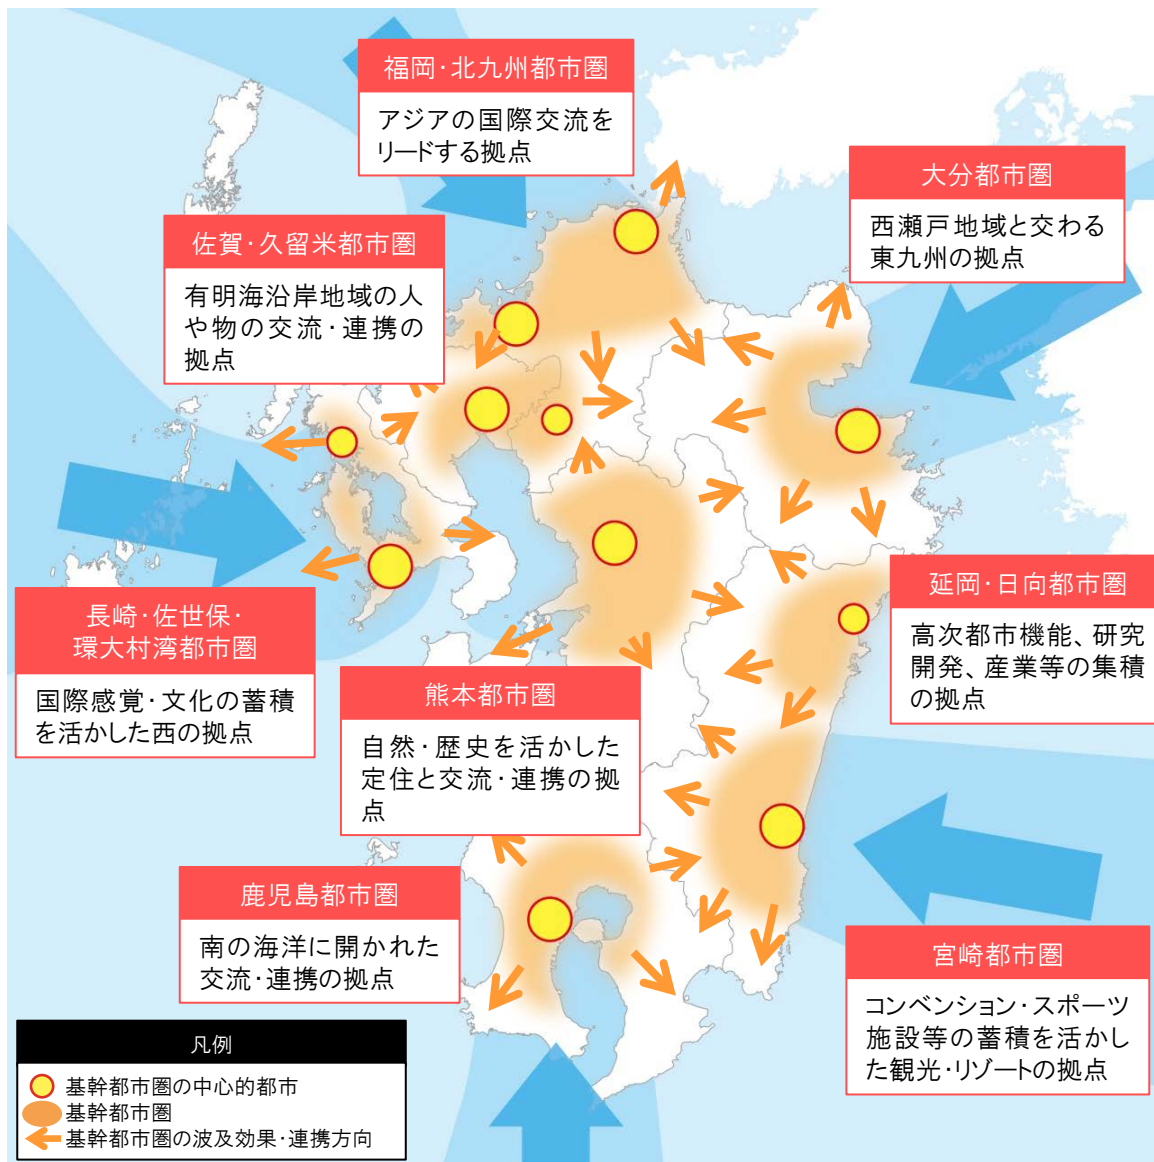 福岡・北九州都市圏
アジアの国際交流を
リードする拠点
大分都市圏
西瀬戸地域と交わる
東九州の拠点
佐賀・久留米都市圏
有明海沿岸地域の人
や物の交流・連携の
拠点
長崎・佐世保・
環大村湾都市圏
国際感覚・文化の蓄積
を活かした西の拠点
延岡・日向都市圏
高次都市機能、研究
開発、産業等の集積
の拠点
熊本都市圏
自然・歴史を活かした
定住と交流・連携の拠
点
鹿児島都市圏
南の海洋に開かれた
交流・連携の拠点
宮崎都市圏
コンベンション・スポーツ
施設等の蓄積を活かし
た観光・リゾートの拠点
凡例
基幹都市圏の中心的都市
基幹都市圏
基幹都市圏の波及効果・連携方向